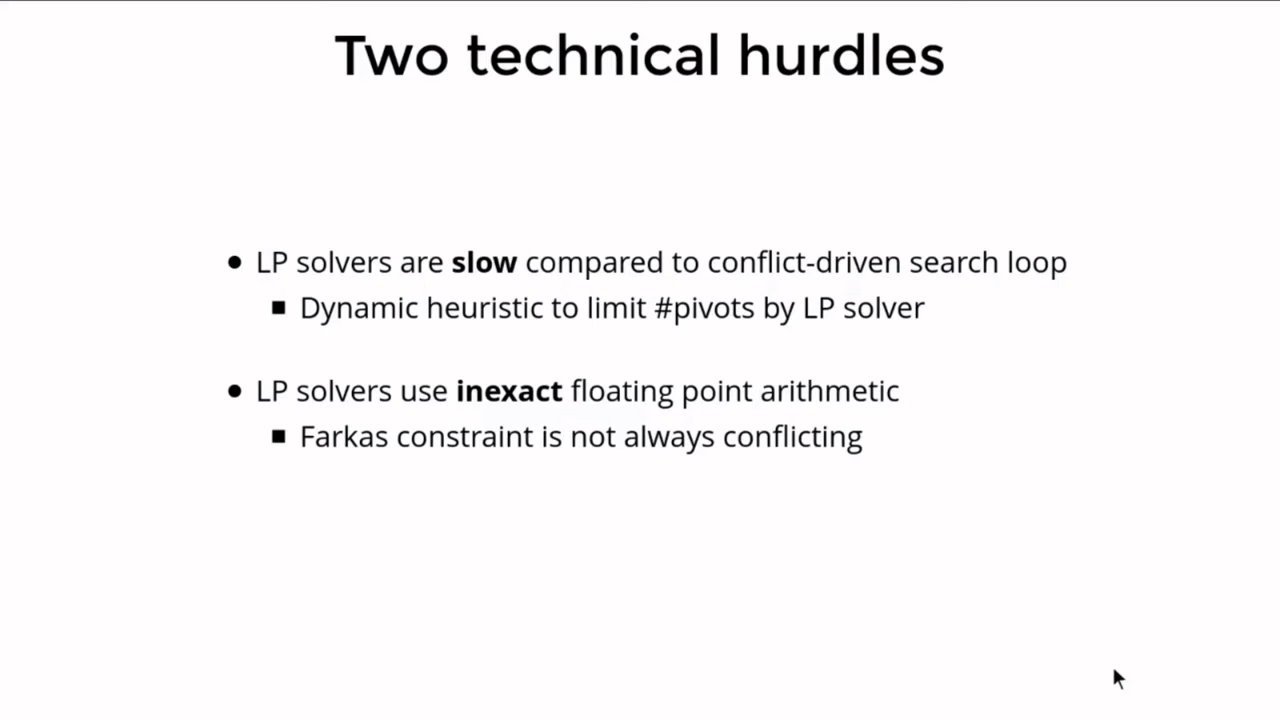 Two technical hurdles
• LP solvers are slow compared to conflict-driven search loop
▪ Dynamic heuristic to limit #pivots by LP solver
• LP solvers use inexact floating point arithmetic
▪ Farkas constraint is not always conflicting